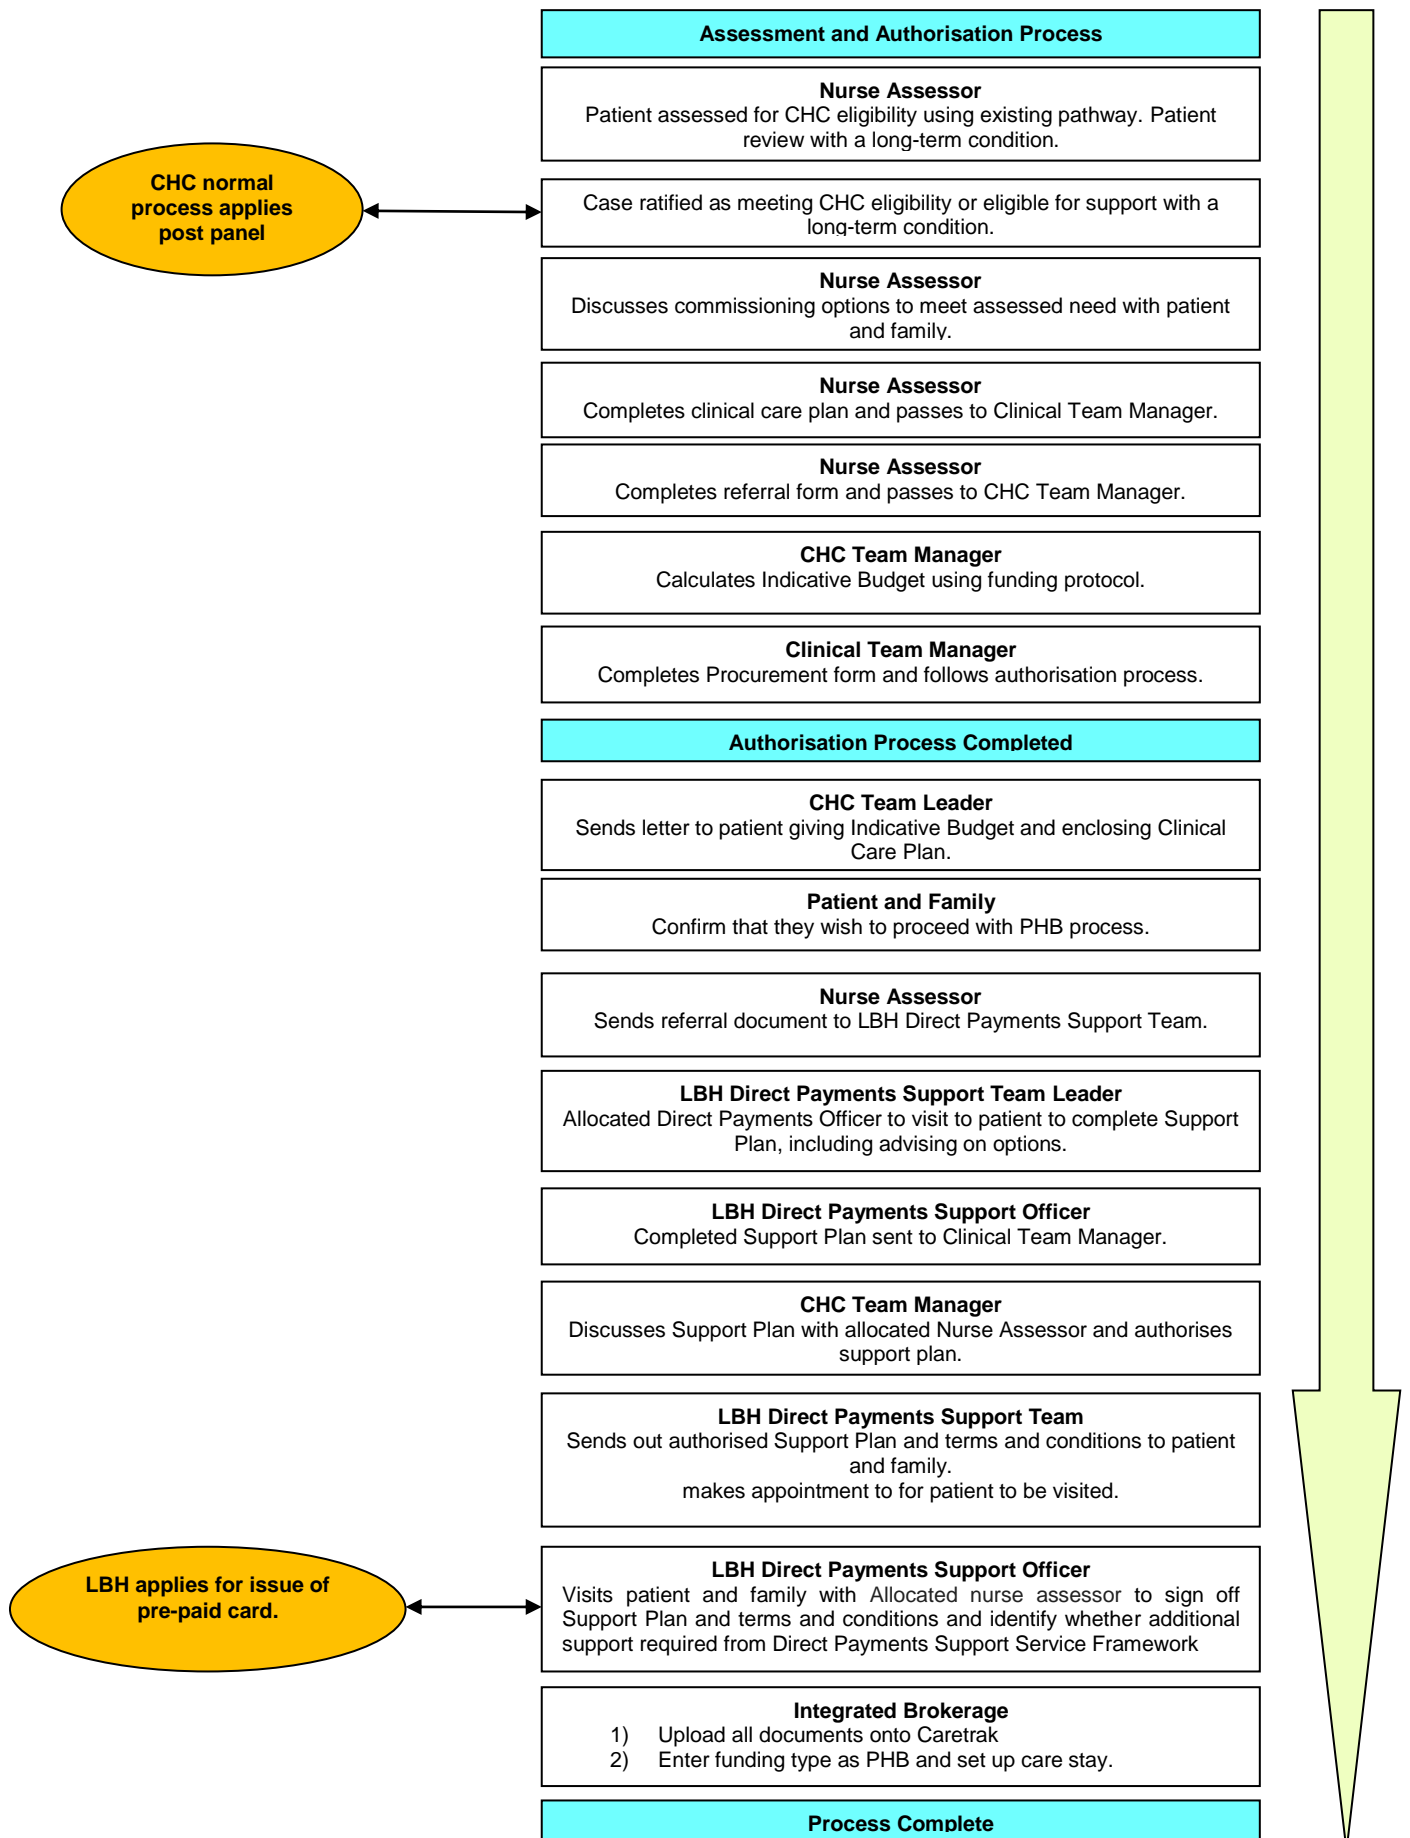 Assessment and Authorisation Process
Nurse Assessor
Patient assessed for CHC eligibility using existing pathway. Patient
review with a long-term condition.
CHC normal
process applies
post panel
Case ratified as meeting CHC eligibility or eligible for support with a
long-term condition.
Nurse Assessor
Discusses commissioning options to meet assessed need with patient
and family.
Nurse Assessor
Completes clinical care plan and passes to Clinical Team Manager.
Nurse Assessor
Completes referral form and passes to CHC Team Manager.
CHC Team Manager
Calculates Indicative Budget using funding protocol.
Clinical Team Manager
Completes Procurement form and follows authorisation process.
Authorisation Process Completed
CHC Team Leader
Sends letter to patient giving Indicative Budget and enclosing Clinical
Care Plan.
Patient and Family
Confirm that they wish to proceed with PHB process.
Nurse Assessor
Sends referral document to LBH Direct Payments Support Team.
LBH Direct Payments Support Team Leader
Allocated Direct Payments Officer to visit to patient to complete Support
Plan, including advising on options.
LBH Direct Payments Support Officer
Completed Support Plan sent to Clinical Team Manager.
CHC Team Manager
Discusses Support Plan with allocated Nurse Assessor and authorises
support plan.
LBH Direct Payments Support Team
Sends out authorised Support Plan and terms and conditions to patient
and family.
makes appointment to for patient to be visited.
LBH applies for issue of
pre-paid card.
LBH Direct Payments Support Officer
Visits patient and family with Allocated nurse assessor to sign off
Support Plan and terms and conditions and identify whether additional
support required from Direct Payments Support Service Framework
Integrated Brokerage
1) Upload all documents onto Caretrak
2) Enter funding type as PHB and set up care stay.
Process Complete